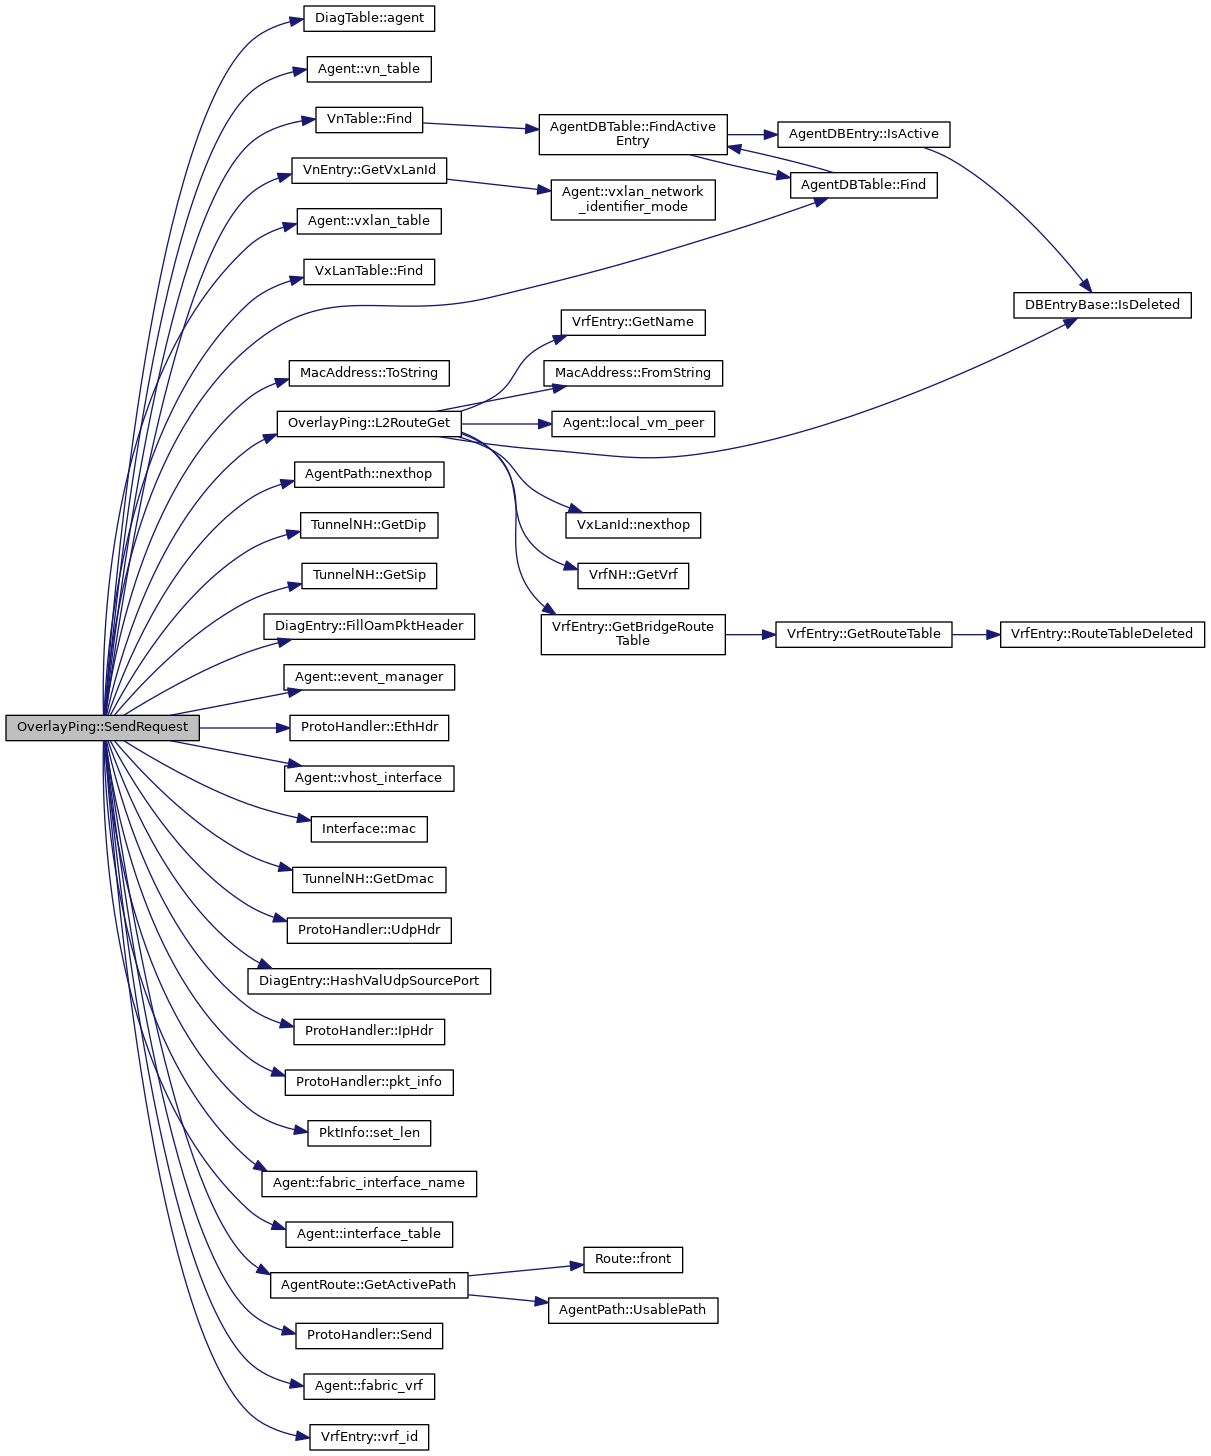 DiagTable::agent
Agent::vn_table
VnTable::Find
AgentDBTable::FindActive
Entry
AgentDBEntry::IsActive
VnEntry::GetVxLanId
Agent::vxlan_network
_identifier_mode
AgentDBTable::Find
Agent::vxlan_table
VxLanTable::Find
DBEntryBase::IsDeleted
VrfEntry::GetName
MacAddress::ToString
MacAddress::FromString
OverlayPing::L2RouteGet
Agent::local_vm_peer
AgentPath::nexthop
TunnelNH::GetDip
VxLanId::nexthop
TunnelNH::GetSip
VrfNH::GetVrf
DiagEntry::FillOamPktHeader
VrfEntry::GetBridgeRoute
Table
VrfEntry::GetRouteTable
VrfEntry::RouteTableDeleted
Agent::event_manager
OverlayPing::SendRequest
ProtoHandler::EthHdr
Agent::vhost_interface
Interface::mac
TunnelNH::GetDmac
ProtoHandler::UdpHdr
DiagEntry::HashValUdpSourcePort
ProtoHandler::IpHdr
ProtoHandler::pkt_info
PktInfo::set_len
Agent::fabric_interface_name
Agent::interface_table
AgentRoute::GetActivePath
Route::front
AgentPath::UsablePath
ProtoHandler::Send
Agent::fabric_vrf
VrfEntry::vrf_id